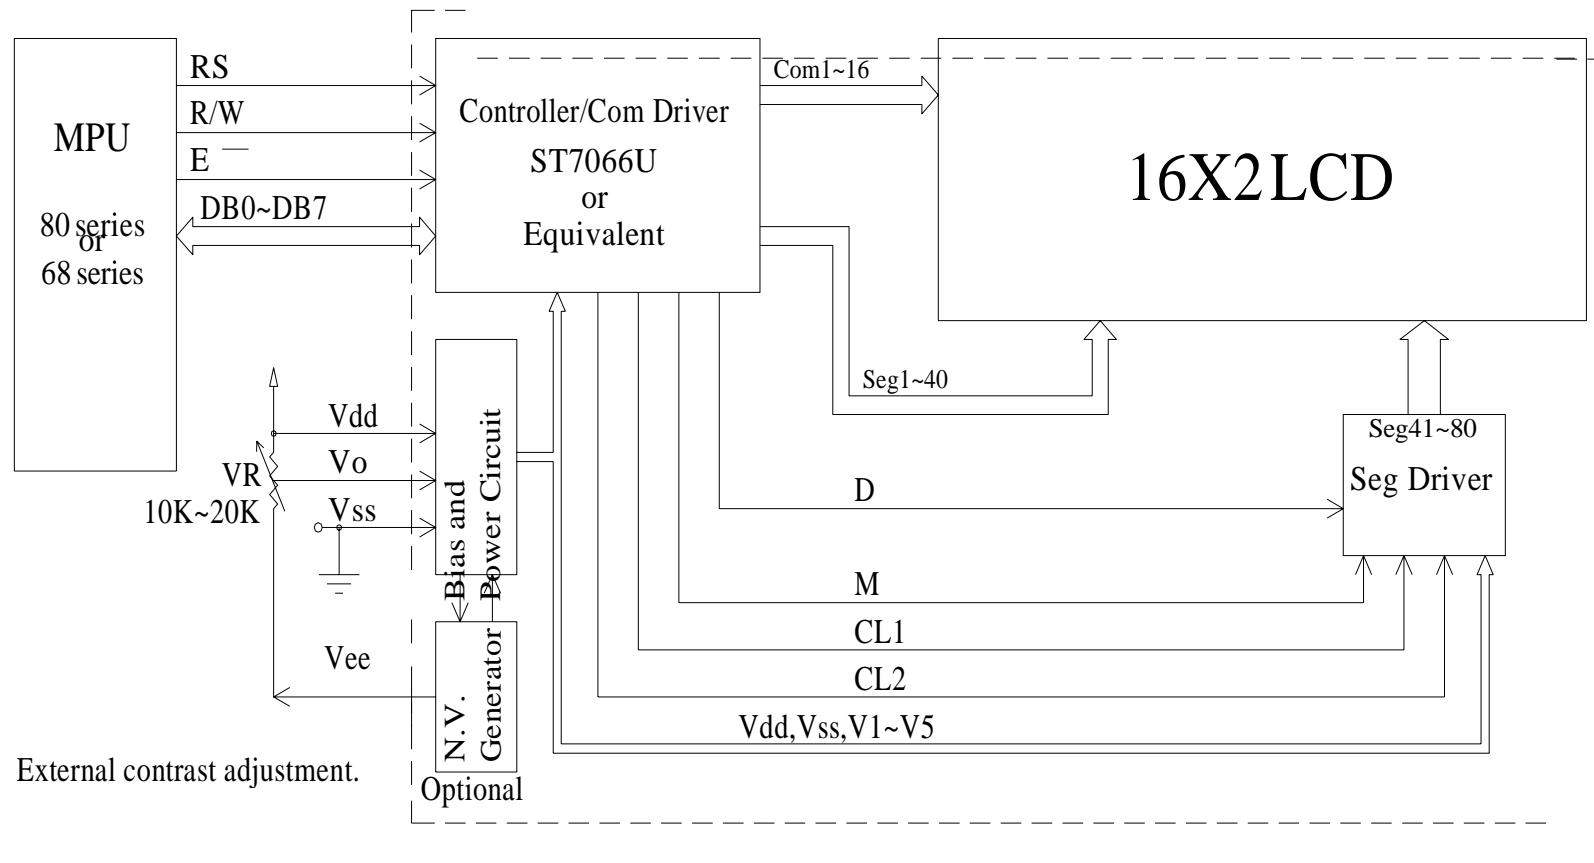 MPU
80 series
or
68 series
RS
R/W
E
DB0~DB7
Controller/Com Driver
ST7066U
or
Equivalent
Com1~16
16X2 LCD
Seg1~40
Seg41~80
Seg Driver
Vdd
Vo
Vss
VR
10K~20K
Bias and
Power Circuit
D
M
CL1
CL2
Vdd,Vss,V1~V5
Vee
N.V.
Generator
Optional
External contrast adjustment.